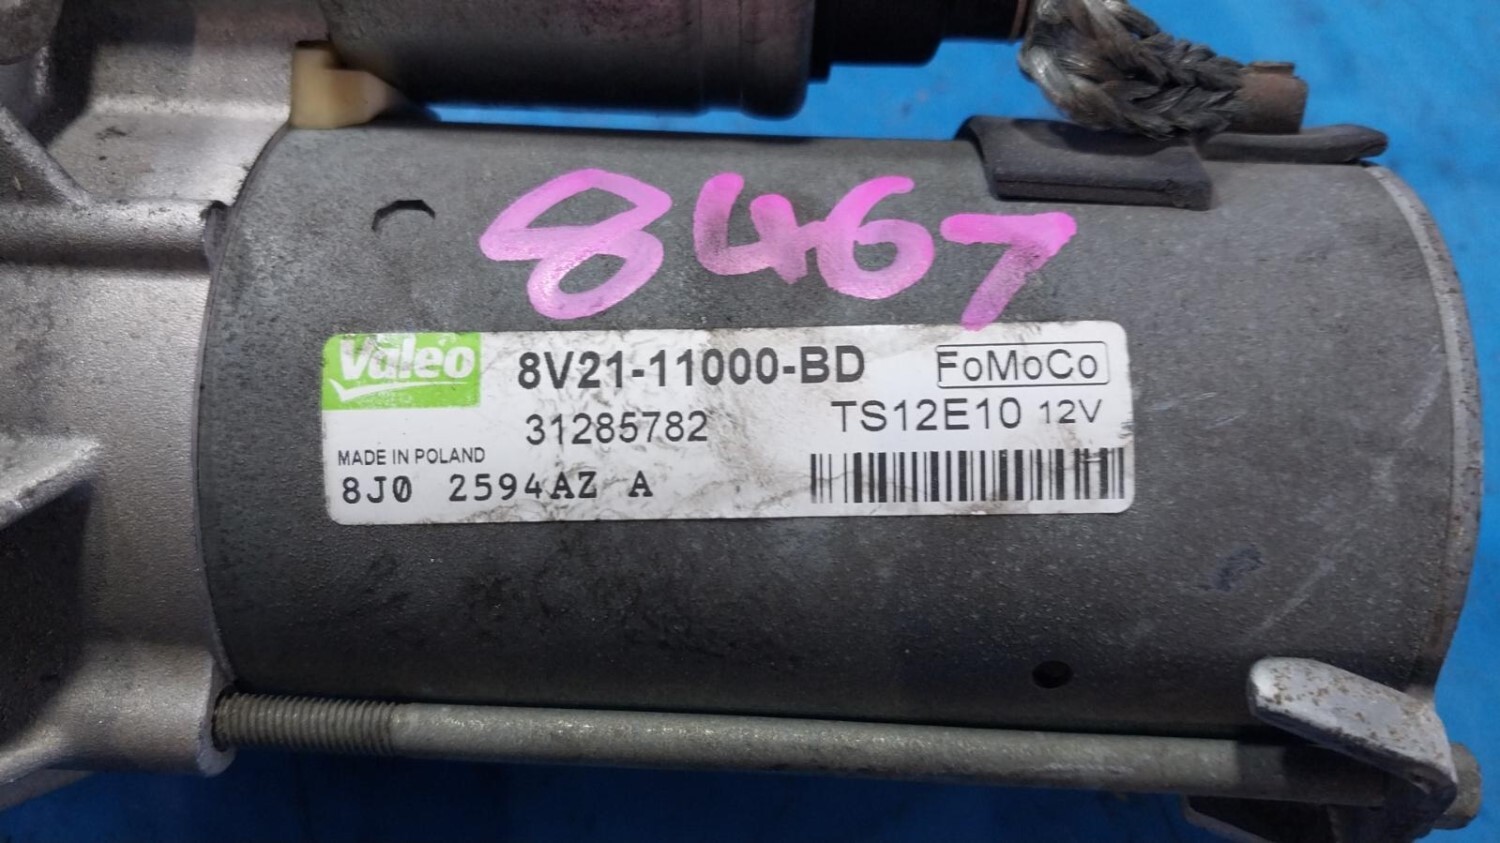 8467
Valeo
8V21-11000-BD FoMoCo
31285782 TS12E10 12V
MADE IN POLAND
8J0 2594AZ A